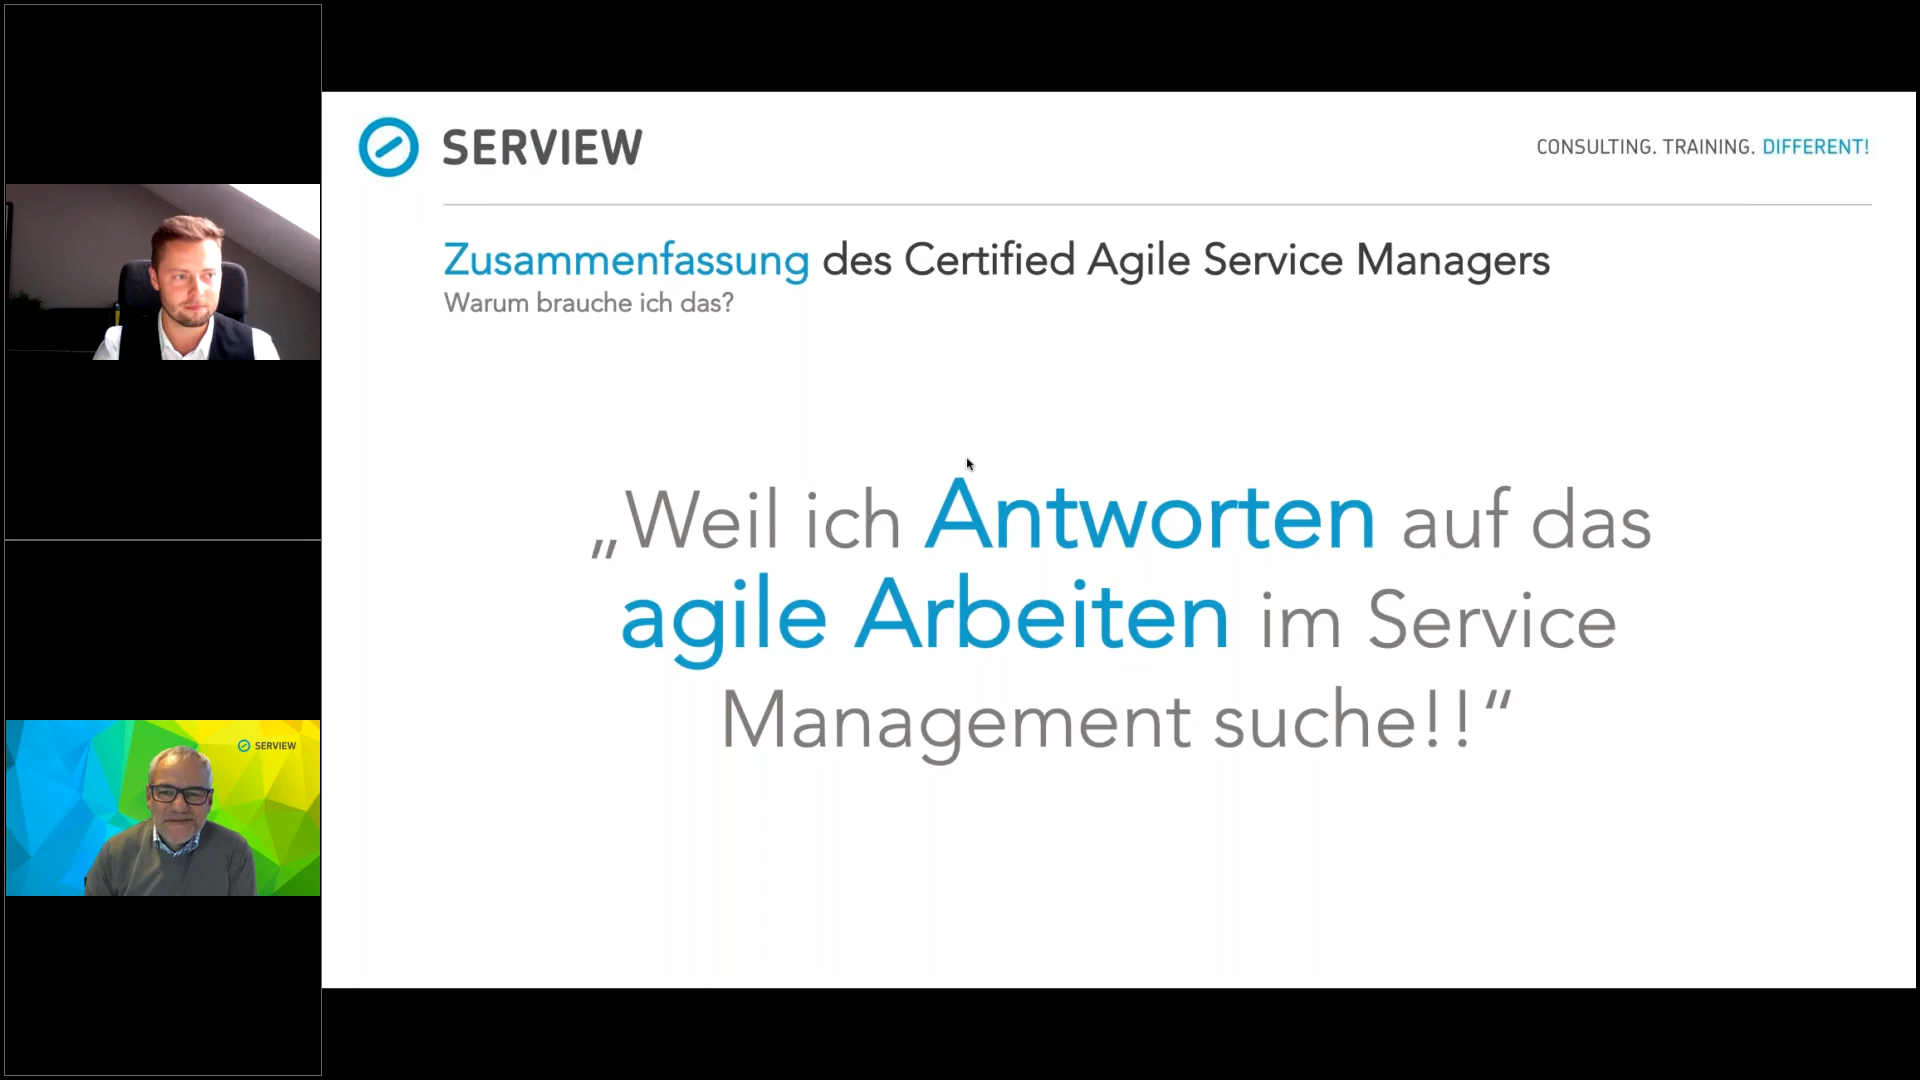 SERVIEW
CONSULTING. TRAINING. DIFFERENT!
Zusammenfassung des Certified Agile Service Managers
Warum brauche ich das?
„Weil ich Antworten auf das
agile Arbeiten im Service
Management suche!!“
SERVIEW